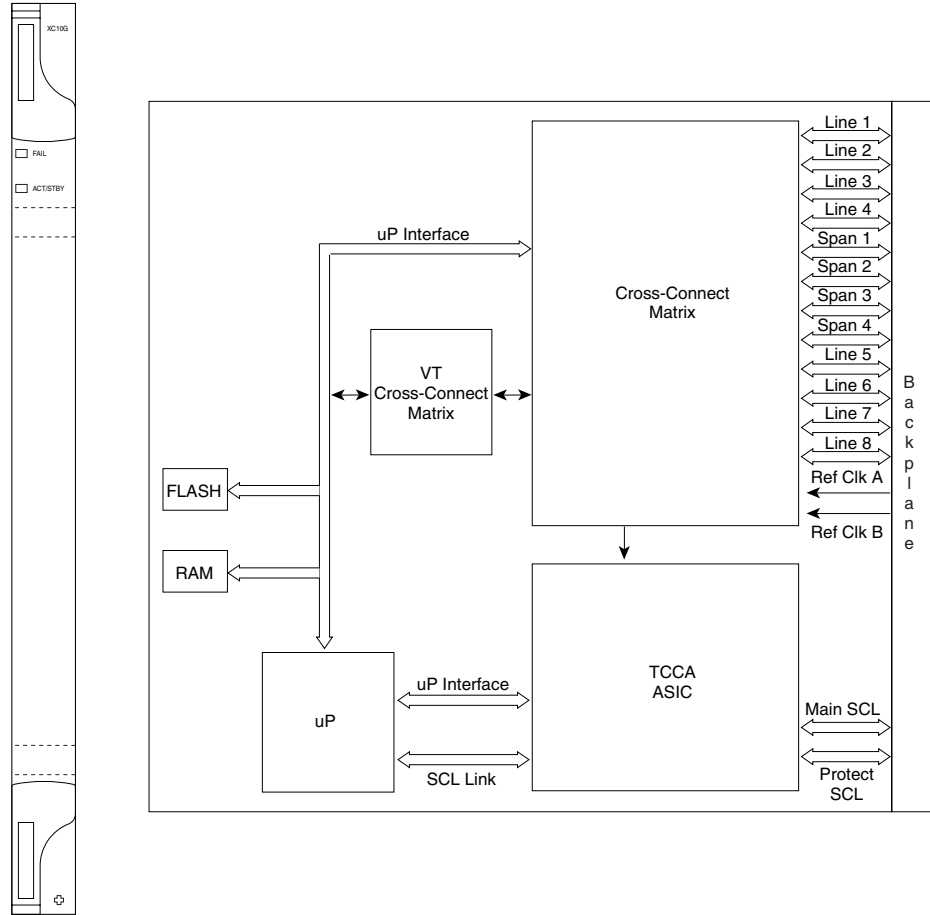 XC10G
FAIL
ACT/STBY
uP Interface
Cross-Connect
Matrix
VT
Cross-Connect
Matrix
FLASH
RAM
uP
uP Interface
SCL Link
TCCA
ASIC
Line 1
Line 2
Line 3
Line 4
Span 1
Span 2
Span 3
Span 4
Line 5
Line 6
Line 7
Line 8
Ref Clk A
Ref Clk B
Main SCL
Protect
SCL
Backplane